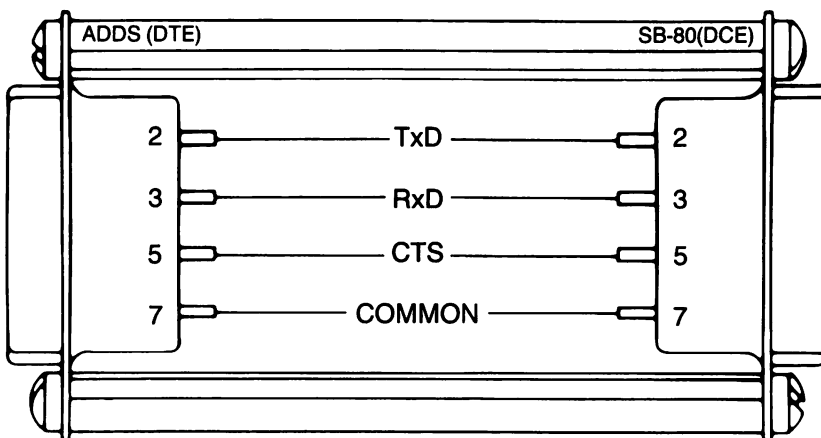 ADDS (DTE) SB-80(DCE)
2 TxD 2
3 RxD 3
5 CTS 5
7 COMMON 7